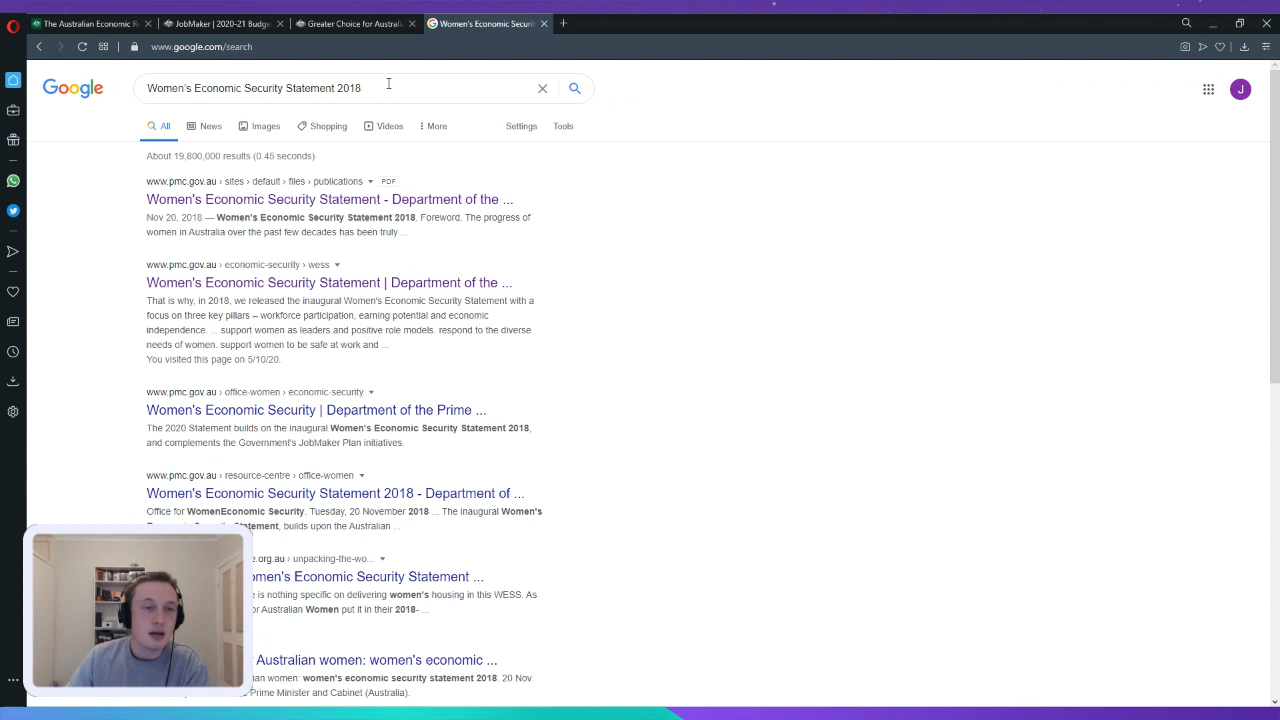 The Australian Economic R
JobMaker | 2020-21 Budge
Greater Choice for Australi
Women's Economic Securi
www.google.com/search
Google
Women's Economic Security Statement 2018
J
All
News
Images
Shopping
Videos
More
Settings
Tools
About 19,800,000 results (0.45 seconds)
www.pmc.gov.au › sites › default › files › publications PDF
Women's Economic Security Statement - Department of the ...
Nov 20, 2018 — Women's Economic Security Statement 2018. Foreword. The progress of
women in Australia over the past few decades has been truly ...
www.pmc.gov.au › economic-security › wess
Women's Economic Security Statement | Department of the ...
That is why, in 2018, we released the inaugural Women's Economic Security Statement with a
focus on three key pillars – workforce participation, earning potential and economic
independence. ... support women as leaders and positive role models. respond to the diverse
needs of women. support women to be safe at work and ...
You visited this page on 5/10/20.
www.pmc.gov.au › office-women › economic-security
Women's Economic Security | Department of the Prime ...
The 2020 Statement builds on the inaugural Women's Economic Security Statement 2018,
and complements the Government's JobMaker Plan initiatives.
www.pmc.gov.au › resource-centre › office-women
Women's Economic Security Statement 2018 - Department of ...
Office for WomenEconomic Security. Tuesday, 20 November 2018 ... The inaugural Women's
Statement, builds upon the Australian ...
e.org.au › unpacking-the-wo...
omen's Economic Security Statement ...
e is nothing specific on delivering women's housing in this WESS. As
or Australian Women put it in their 2018- ...
Australian women: women's economic ...
ian women: women's economic security statement 2018. 20 Nov
Prime Minister and Cabinet (Australia).